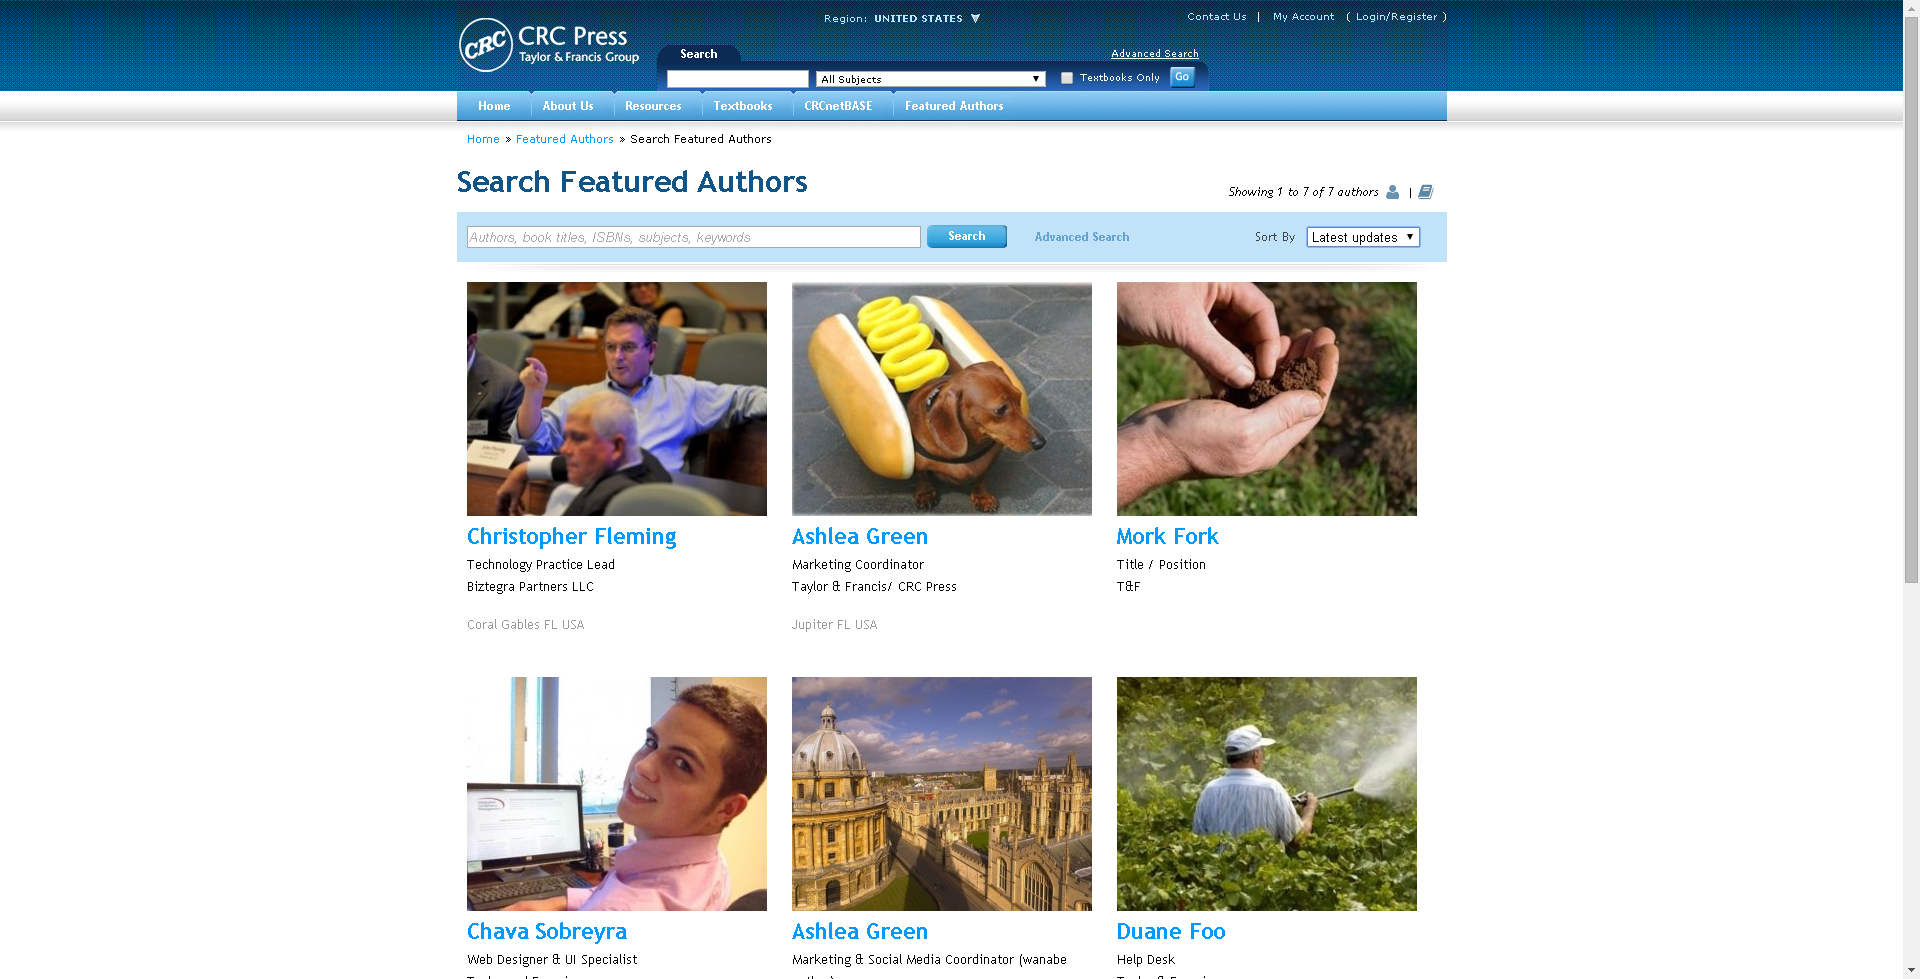 Region: UNITED STATES ▼
Contact Us | My Account ( Login/Register )
CRC CRC Press
Taylor & Francis Group
Search
Advanced Search
All Subjects
Textbooks Only
Go
Home
About Us
Resources
Textbooks
CRCnetBASE
Featured Authors
Home » Featured Authors » Search Featured Authors
Search Featured Authors
Showing 1 to 7 of 7 authors |
Authors, book titles, ISBNs, subjects, keywords
Search
Advanced Search
Sort By
Latest updates
Christopher Fleming
Technology Practice Lead
Biztegra Partners LLC
Coral Gables FL USA
Ashlea Green
Marketing Coordinator
Taylor & Francis/ CRC Press
Jupiter FL USA
Mork Fork
Title / Position
T&F
Chava Sobreyra
Web Designer & UI Specialist
Ashlea Green
Marketing & Social Media Coordinator (wanabe
Duane Foo
Help Desk